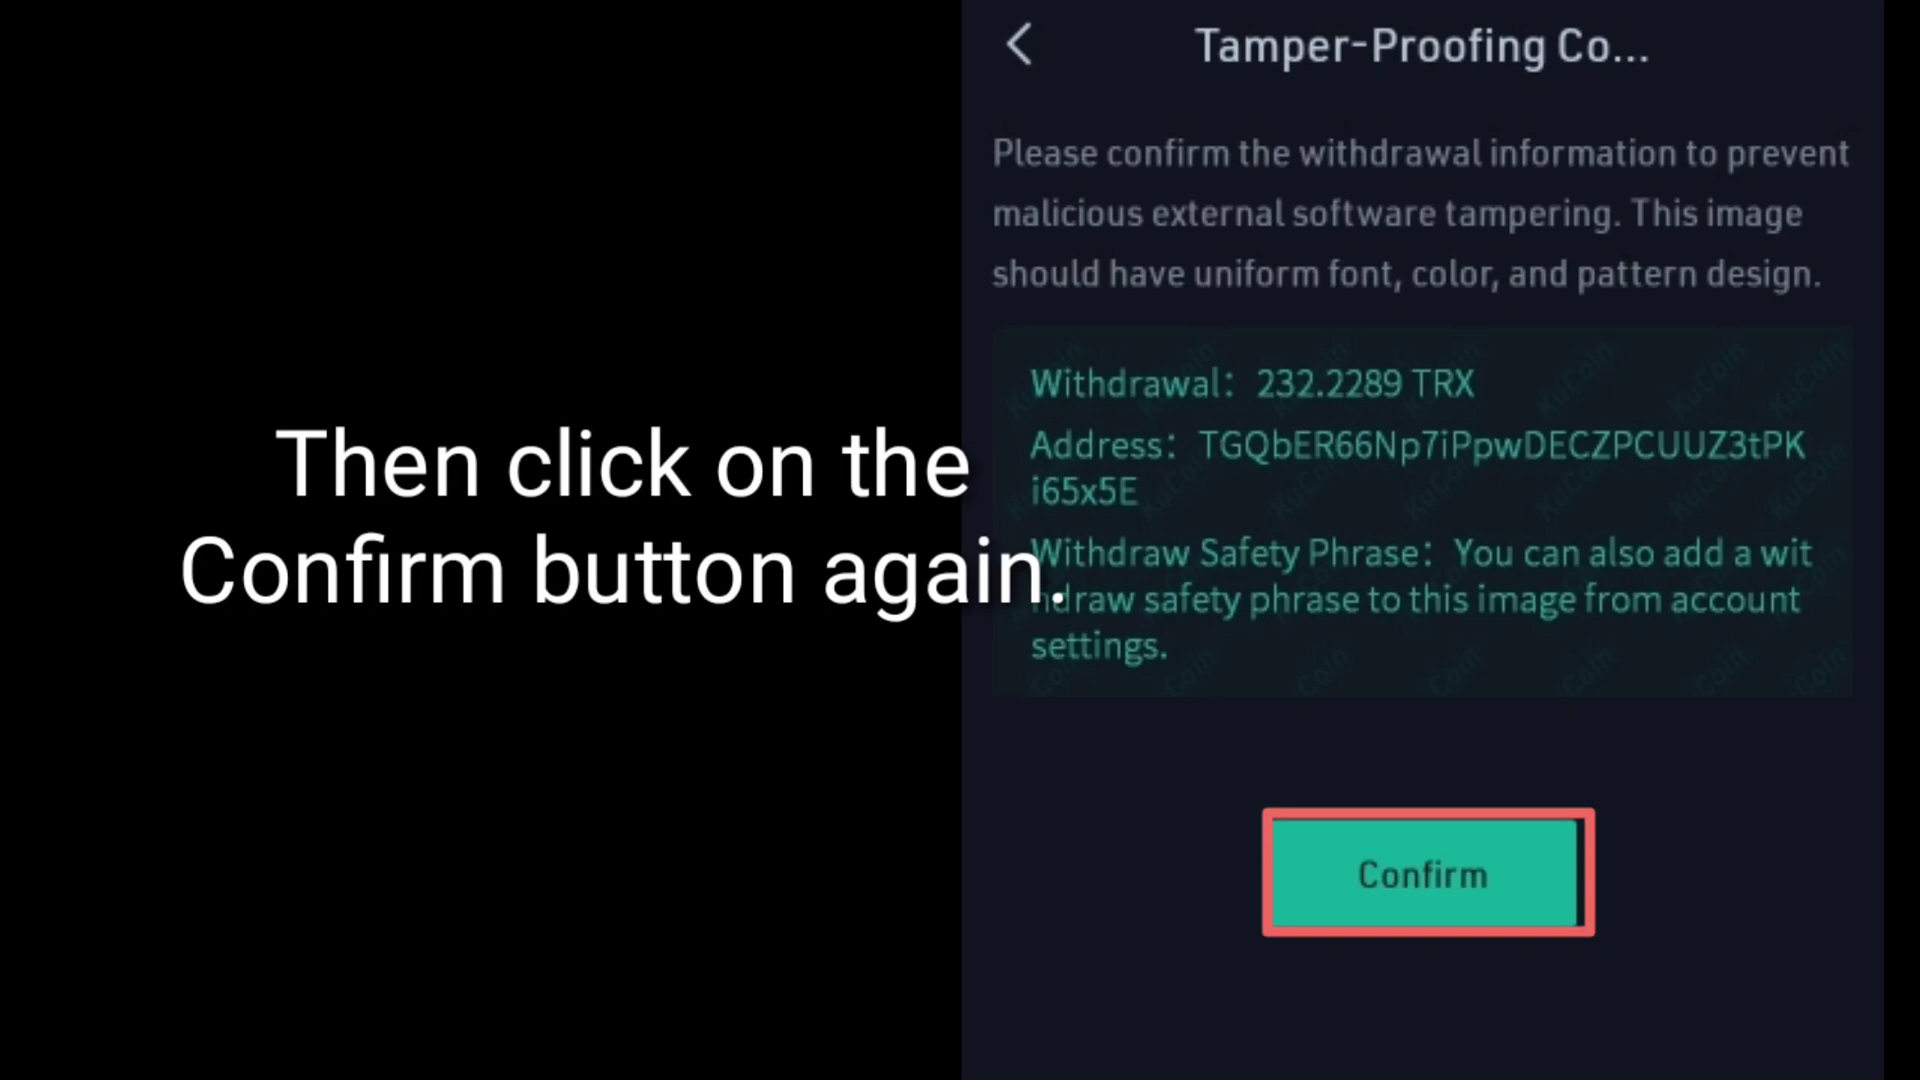 Tamper-Proofing Co...
Please confirm the withdrawal information to prevent
malicious external software tampering. This image
should have uniform font, color, and pattern design.
Withdrawal: 232.2289 TRX
Address: TGQbER66Np7iPpwDECZPCUUZ3tPK
i65x5E
Withdraw Safety Phrase: You can also add a wit
hdraw safety phrase to this image from account
settings.
Then click on the
Confirm button again.
Confirm